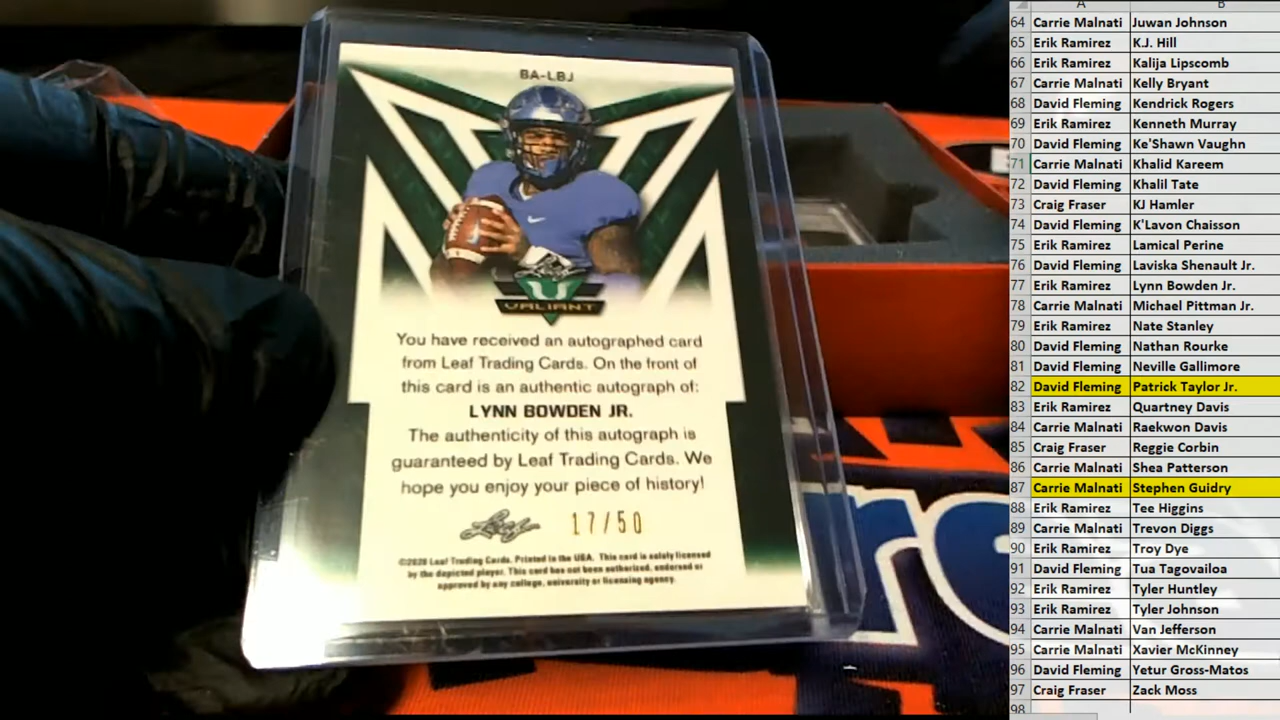 BA-LBJ
VALIANT
You have received an autographed card
from Leaf Trading Cards. On the front of
this card is an authentic autograph of:
LYNN BOWDEN JR.
The authenticity of this autograph is
guaranteed by Leaf Trading Cards. We
hope you enjoy your piece of history!
Leaf 17/50
©2020 Leaf Trading Cards. Printed in the USA. This card is solely licensed
by the depicted player. This card has not been authorized, endorsed or
approved by any college, university or licensing agency.
A B
64 Carrie Malnati Juwan Johnson
65 Erik Ramirez K.J. Hill
66 Erik Ramirez Kalija Lipscomb
67 Carrie Malnati Kelly Bryant
68 David Fleming Kendrick Rogers
69 Erik Ramirez Kenneth Murray
70 David Fleming Ke'Shawn Vaughn
71 Carrie Malnati Khalid Kareem
72 David Fleming Khalil Tate
73 Craig Fraser KJ Hamler
74 David Fleming K'Lavon Chaisson
75 Erik Ramirez Lamical Perine
76 David Fleming Laviska Shenault Jr.
77 Erik Ramirez Lynn Bowden Jr.
78 Carrie Malnati Michael Pittman Jr.
79 Erik Ramirez Nate Stanley
80 David Fleming Nathan Rourke
81 David Fleming Neville Gallimore
82 David Fleming Patrick Taylor Jr.
83 Erik Ramirez Quartney Davis
84 Carrie Malnati Raekwon Davis
85 Craig Fraser Reggie Corbin
86 Carrie Malnati Shea Patterson
87 Carrie Malnati Stephen Guidry
88 Erik Ramirez Tee Higgins
89 Carrie Malnati Trevon Diggs
90 Erik Ramirez Troy Dye
91 David Fleming Tua Tagovailoa
92 Erik Ramirez Tyler Huntley
93 Erik Ramirez Tyler Johnson
94 Carrie Malnati Van Jefferson
95 Carrie Malnati Xavier McKinney
96 David Fleming Yetur Gross-Matos
97 Craig Fraser Zack Moss
98